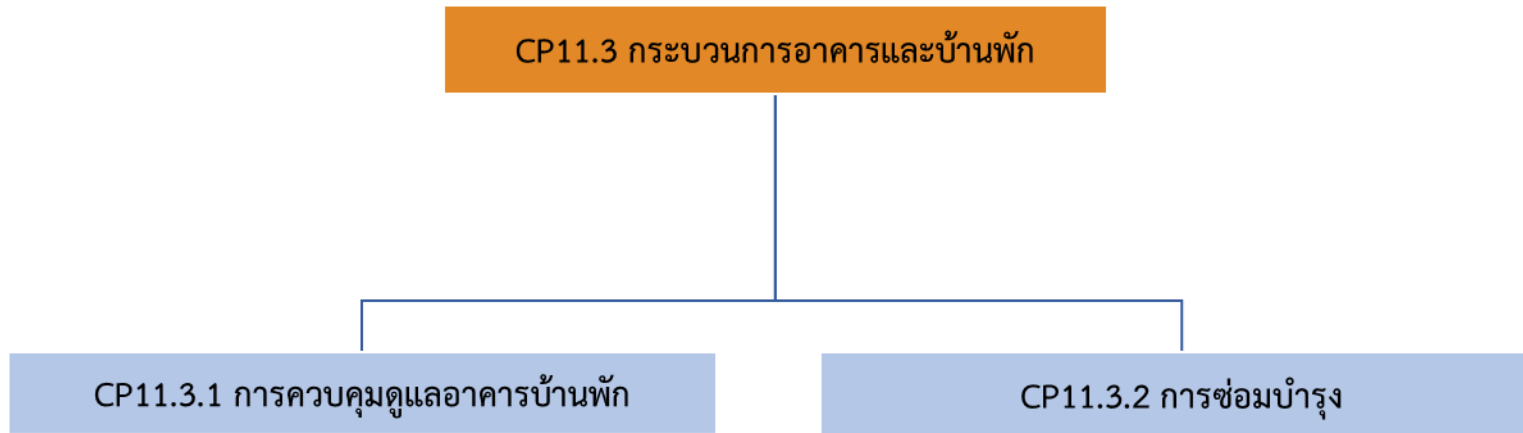 CP11.3 กระบวนการอาคารและบ้านพัก
CP11.3.1 การควบคุมดูแลอาคารบ้านพัก
CP11.3.2 การซ่อมบำรุง